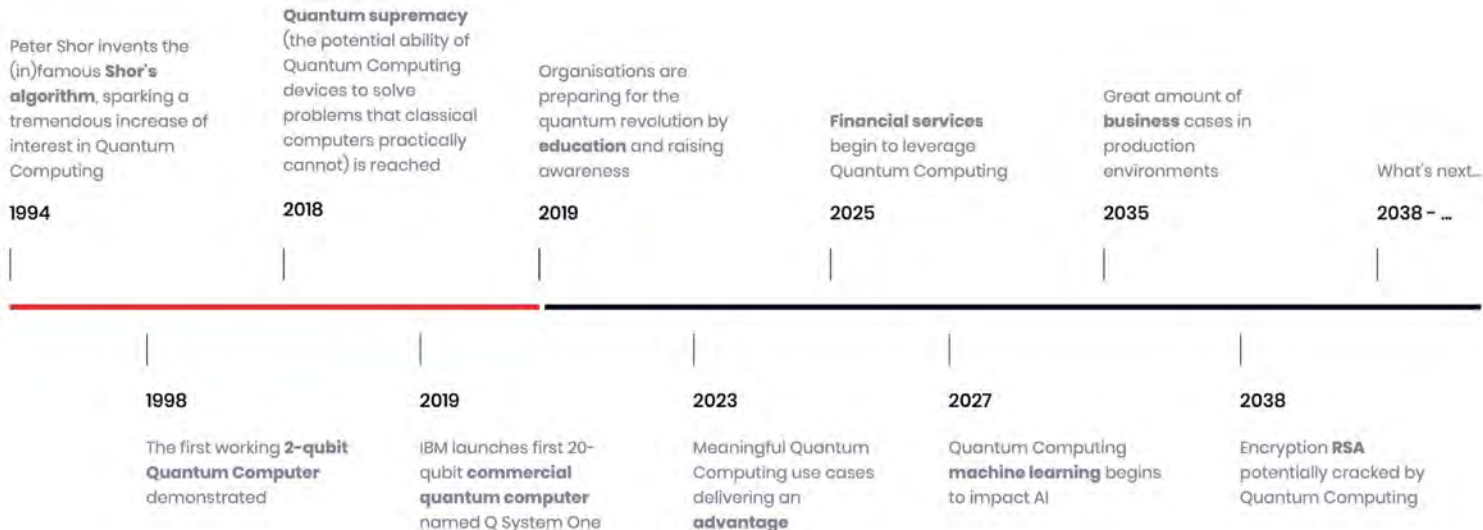 Peter Shor invents the
(in)famous Shor's
algorithm, sparking a
tremendous increase of
interest in Quantum
Computing
1994
Quantum supremacy
(the potential ability of
Quantum Computing
devices to solve
problems that classical
computers practically
cannot) is reached
2018
Organisations are
preparing for the
quantum revolution by
education and raising
awareness
2019
Financial services
begin to leverage
Quantum Computing
2025
Great amount of
business cases in
production
environments
2035
What's next...
2038 - ...
1998
The first working 2-qubit
Quantum Computer
demonstrated
2019
IBM launches first 20-
qubit commercial
quantum computer
named Q System One
2023
Meaningful Quantum
Computing use cases
delivering an
advantage
2027
Quantum Computing
machine learning begins
to impact AI
2038
Encryption RSA
potentially cracked by
Quantum Computing